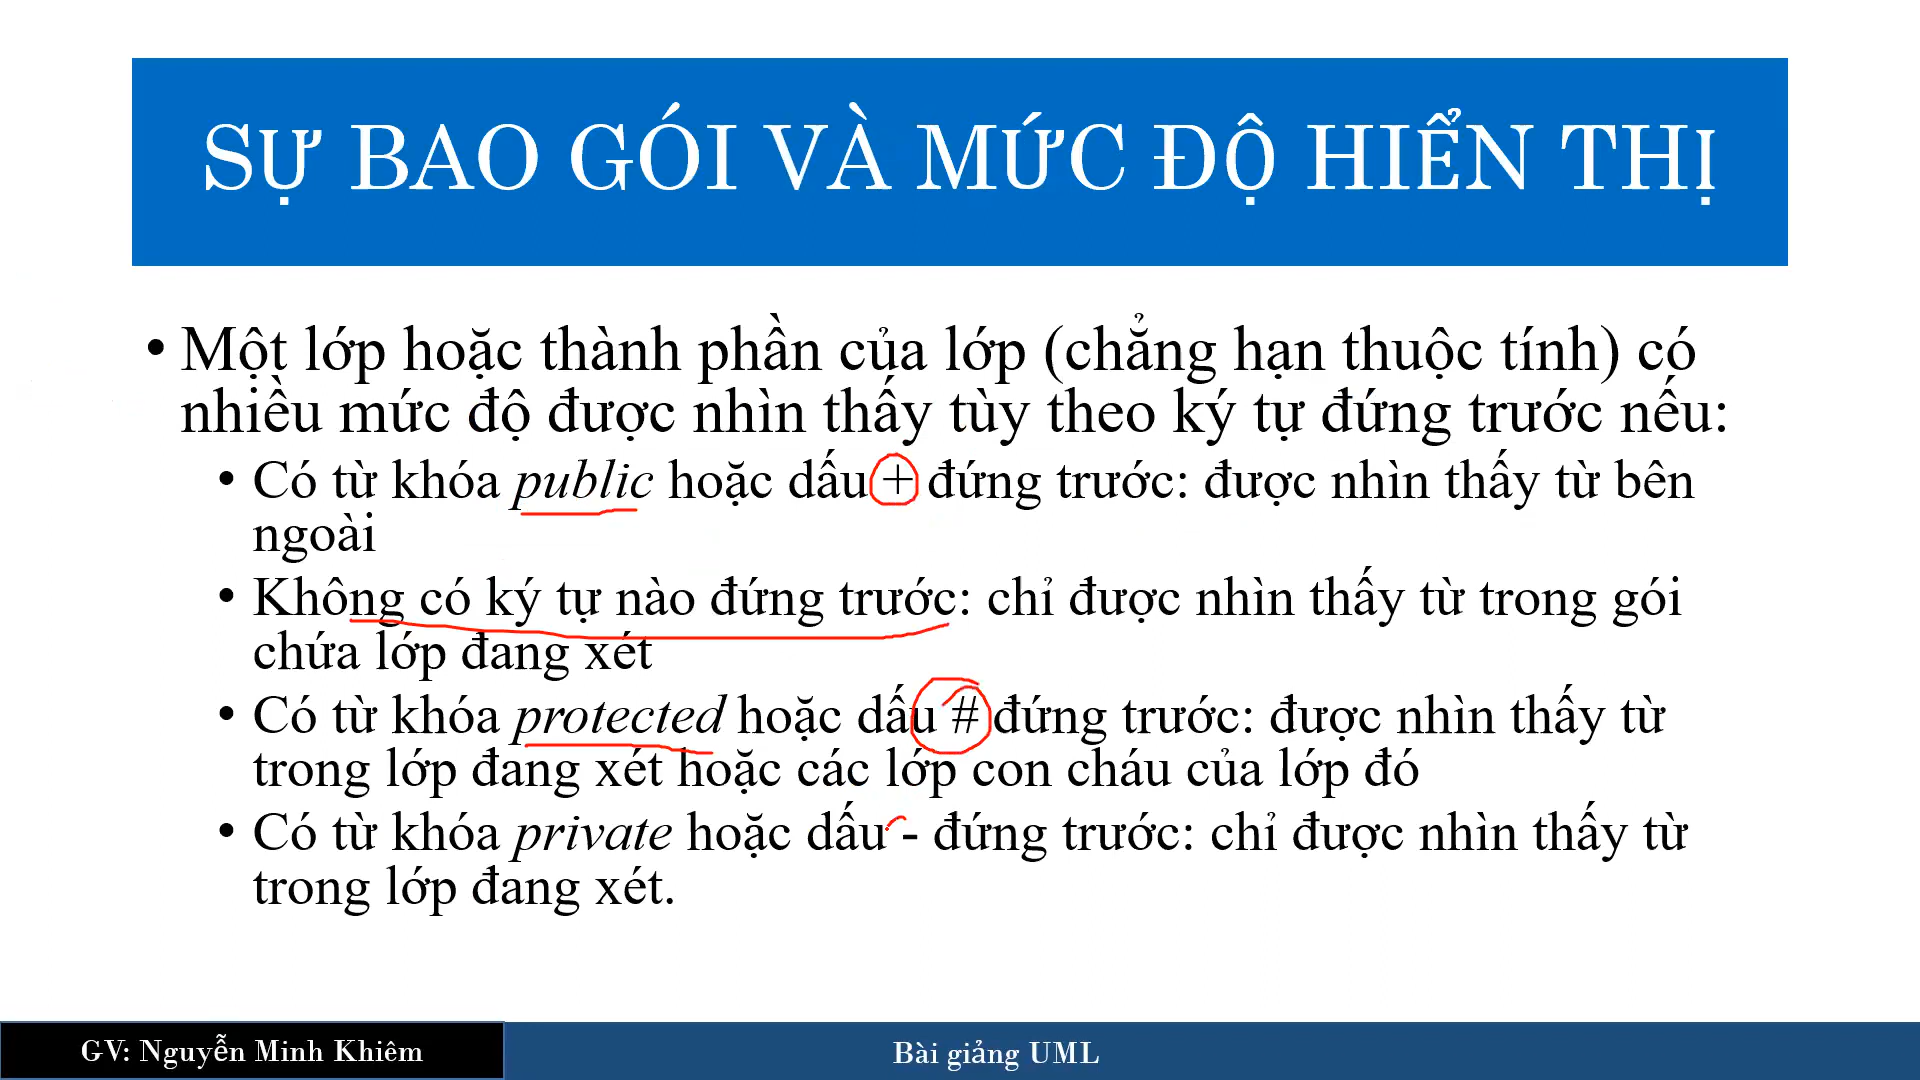 SỰ BAO GÓI VÀ MỨC ĐỘ HIỂN THỊ
• Một lớp hoặc thành phần của lớp (chẳng hạn thuộc tính) có
nhiều mức độ được nhìn thấy tùy theo ký tự đứng trước nếu:
• Có từ khóa public hoặc dấu + đứng trước: được nhìn thấy từ bên
ngoài
• Không có ký tự nào đứng trước: chỉ được nhìn thấy từ trong gói
chứa lớp đang xét
• Có từ khóa protected hoặc dấu # đứng trước: được nhìn thấy từ
trong lớp đang xét hoặc các lớp con cháu của lớp đó
• Có từ khóa private hoặc dấu - đứng trước: chỉ được nhìn thấy từ
trong lớp đang xét.
GV: Nguyễn Minh Khiêm
Bài giảng UML